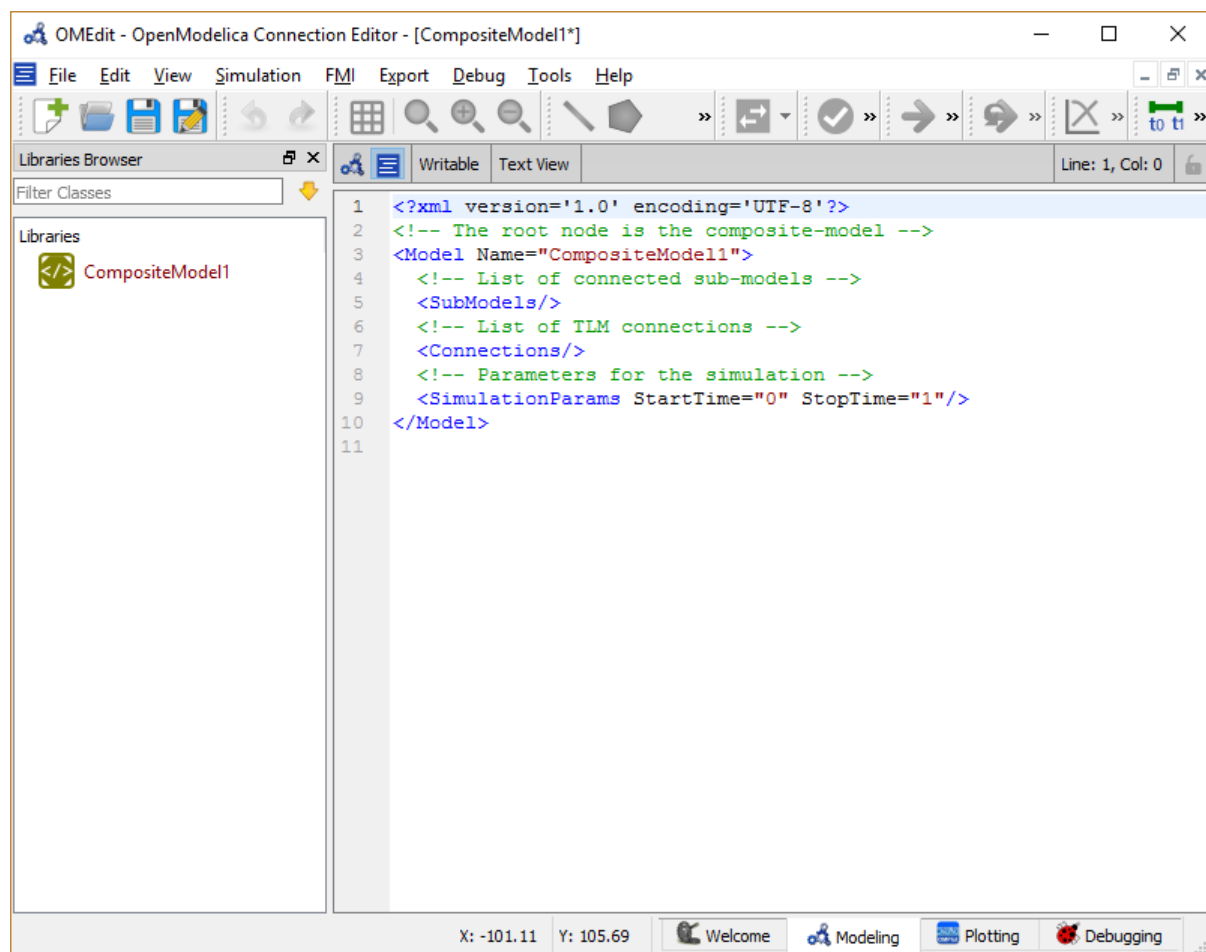 OMEdit - OpenModelica Connection Editor - [CompositeModel1*]
File Edit View Simulation FMI Export Debug Tools Help
t0 t1
Libraries Browser
Writable Text View Line: 1, Col: 0
Filter Classes
Libraries
CompositeModel1
1 <?xml version='1.0' encoding='UTF-8'?>
2 <!-- The root node is the composite-model -->
3 <Model Name="CompositeModel1">
4 <!-- List of connected sub-models -->
5 <SubModels/>
6 <!-- List of TLM connections -->
7 <Connections/>
8 <!-- Parameters for the simulation -->
9 <SimulationParams StartTime="0" StopTime="1"/>
10 </Model>
11
X: -101.11 Y: 105.69 Welcome Modeling Plotting Debugging